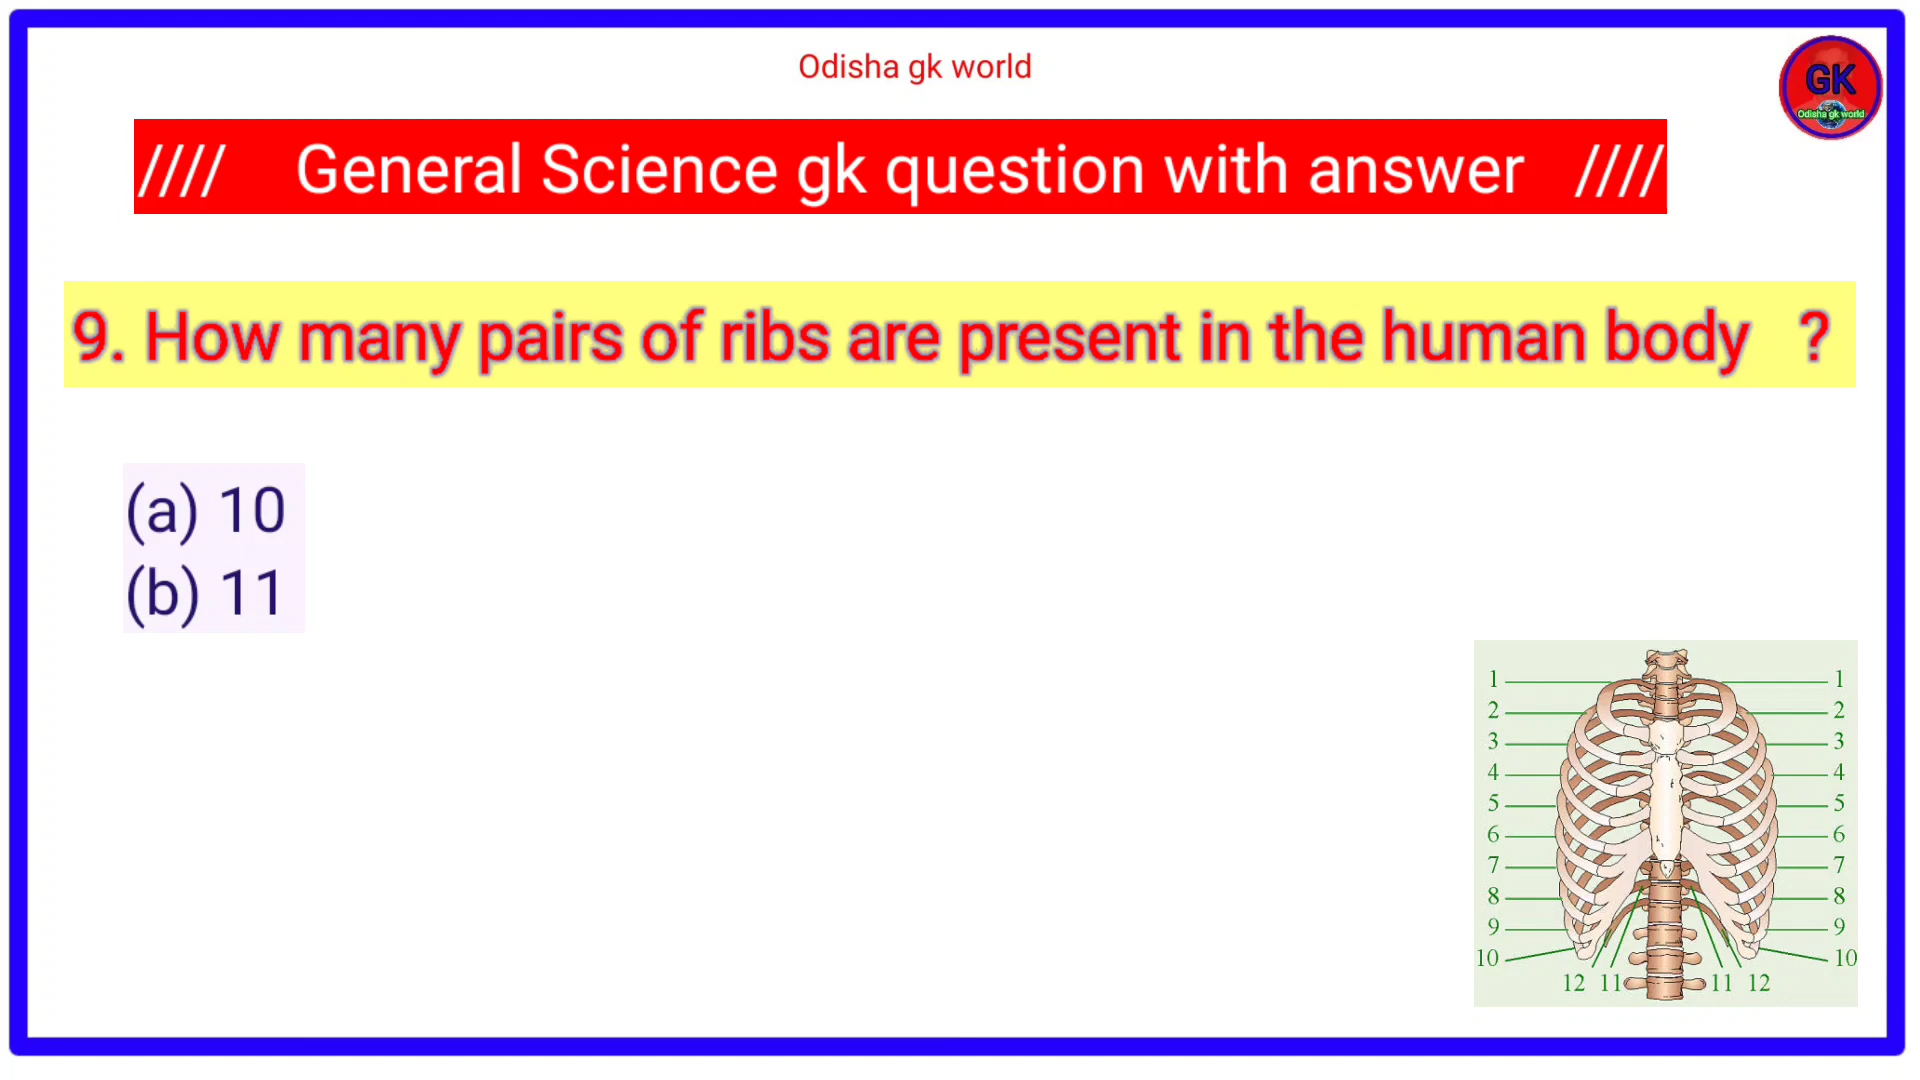 Odisha gk world
GK
Odisha gk world
//// General Science gk question with answer ////
9. How many pairs of ribs are present in the human body ?
(a) 10
(b) 11
1 1
2 2
3 3
4 4
5 5
6 6
7 7
8 8
9 9
10 10
12 11 11 12